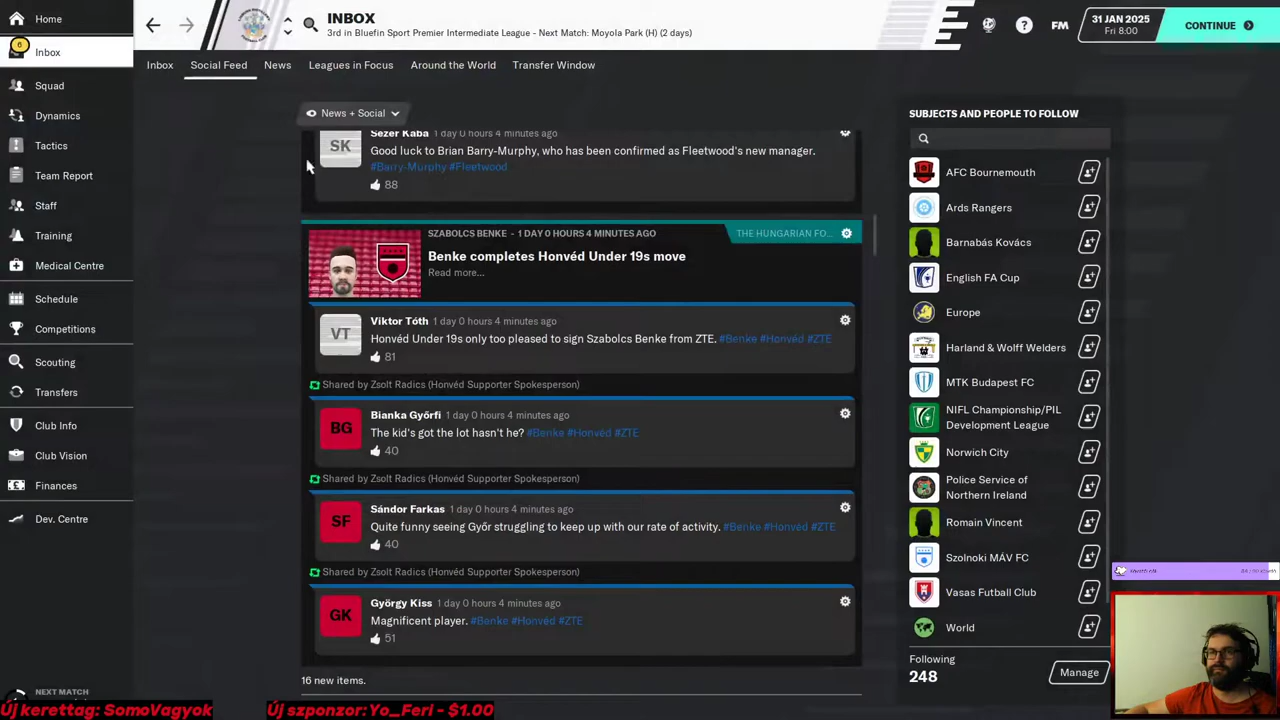 Home
6
Inbox
Squad
Dynamics
Tactics
Team Report
Staff
Training
Medical Centre
Schedule
Competitions
Scouting
Transfers
Club Info
Club Vision
Finances
Dev. Centre
NEXT MATCH
INBOX
3rd in Bluefin Sport Premier Intermediate League - Next Match: Moyola Park (H) (2 days)
FM
31 JAN 2025
Fri 8:00
CONTINUE
Inbox
Social Feed
News
Leagues in Focus
Around the World
Transfer Window
News + Social
SK
Sezer Kaba 1 day 0 hours 4 minutes ago
Good luck to Brian Barry-Murphy, who has been confirmed as Fleetwood's new manager.
#Barry-Murphy #Fleetwood
88
SZABOLCS BENKE - 1 DAY 0 HOURS 4 MINUTES AGO
THE HUNGARIAN FO...
Benke completes Honvéd Under 19s move
Read more...
VT
Viktor Tóth 1 day 0 hours 4 minutes ago
Honvéd Under 19s only too pleased to sign Szabolcs Benke from ZTE. #Benke #Honvéd #ZTE
81
Shared by Zsolt Radics (Honvéd Supporter Spokesperson)
BG
Bianka Győrfi 1 day 0 hours 4 minutes ago
The kid's got the lot hasn't he? #Benke #Honvéd #ZTE
40
Shared by Zsolt Radics (Honvéd Supporter Spokesperson)
SF
Sándor Farkas 1 day 0 hours 4 minutes ago
Quite funny seeing Győr struggling to keep up with our rate of activity. #Benke #Honvéd #ZTE
40
Shared by Zsolt Radics (Honvéd Supporter Spokesperson)
GK
György Kiss 1 day 0 hours 4 minutes ago
Magnificent player. #Benke #Honvéd #ZTE
51
16 new items.
SUBJECTS AND PEOPLE TO FOLLOW
AFC Bournemouth
Ards Rangers
Barnabás Kovács
English FA Cup
Europe
Harland & Wolff Welders
MTK Budapest FC
NIFL Championship/PIL
Development League
Norwich City
Police Service of
Northern Ireland
Romain Vincent
Szolnoki MÁV FC
Vasas Futball Club
World
Following
248
Manage
Új kerettag: SomoVagyok
Új szponzor: Yo_Feri - $1.00